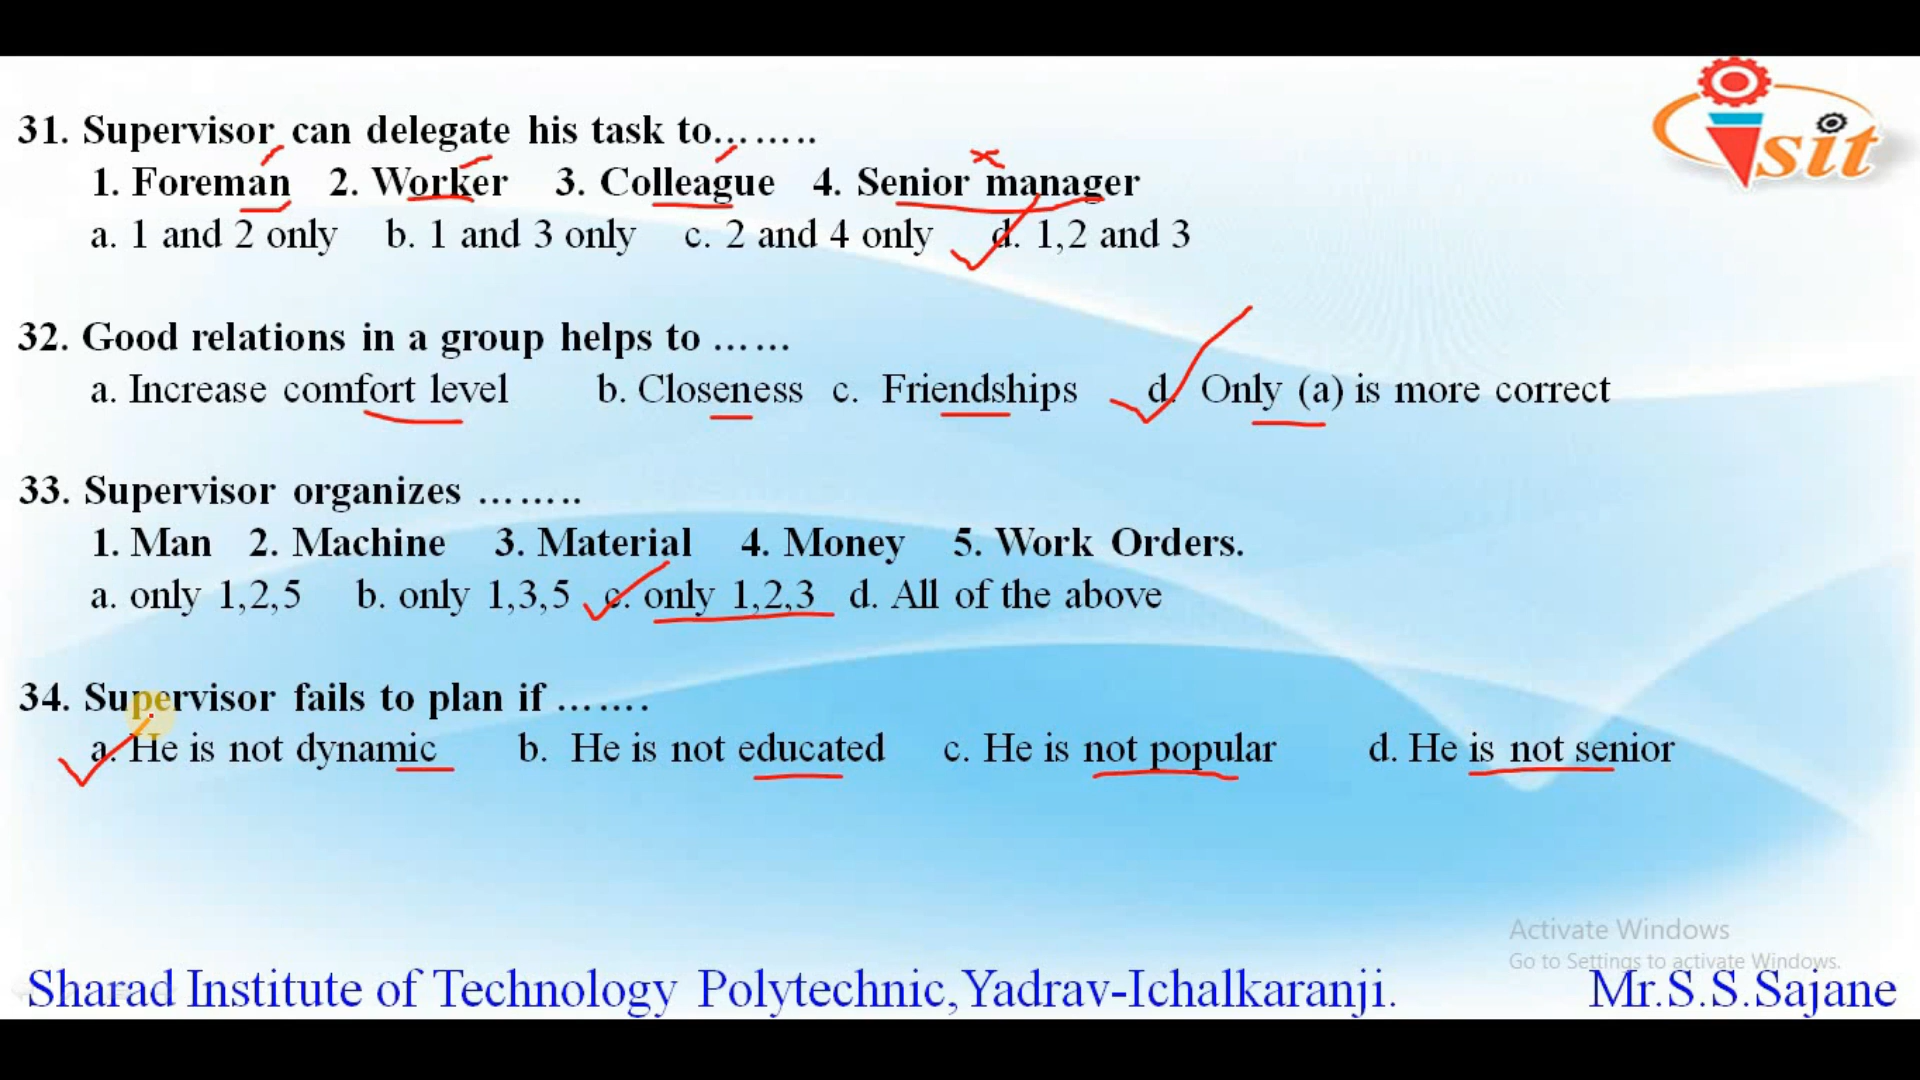 31. Supervisor can delegate his task to........
1. Foreman 2. Worker 3. Colleague 4. Senior manager
a. 1 and 2 only b. 1 and 3 only c. 2 and 4 only d. 1,2 and 3
32. Good relations in a group helps to ......
a. Increase comfort level b. Closeness c. Friendships d. Only (a) is more correct
33. Supervisor organizes ........
1. Man 2. Machine 3. Material 4. Money 5. Work Orders.
a. only 1,2,5 b. only 1,3,5 c. only 1,2,3 d. All of the above
34. Supervisor fails to plan if .......
a. He is not dynamic b. He is not educated c. He is not popular d. He is not senior
sit
Activate Windows
Go to Settings to activate Windows.
Sharad Institute of Technology Polytechnic, Yadrav-Ichalkaranji. Mr.S.S.Sajane